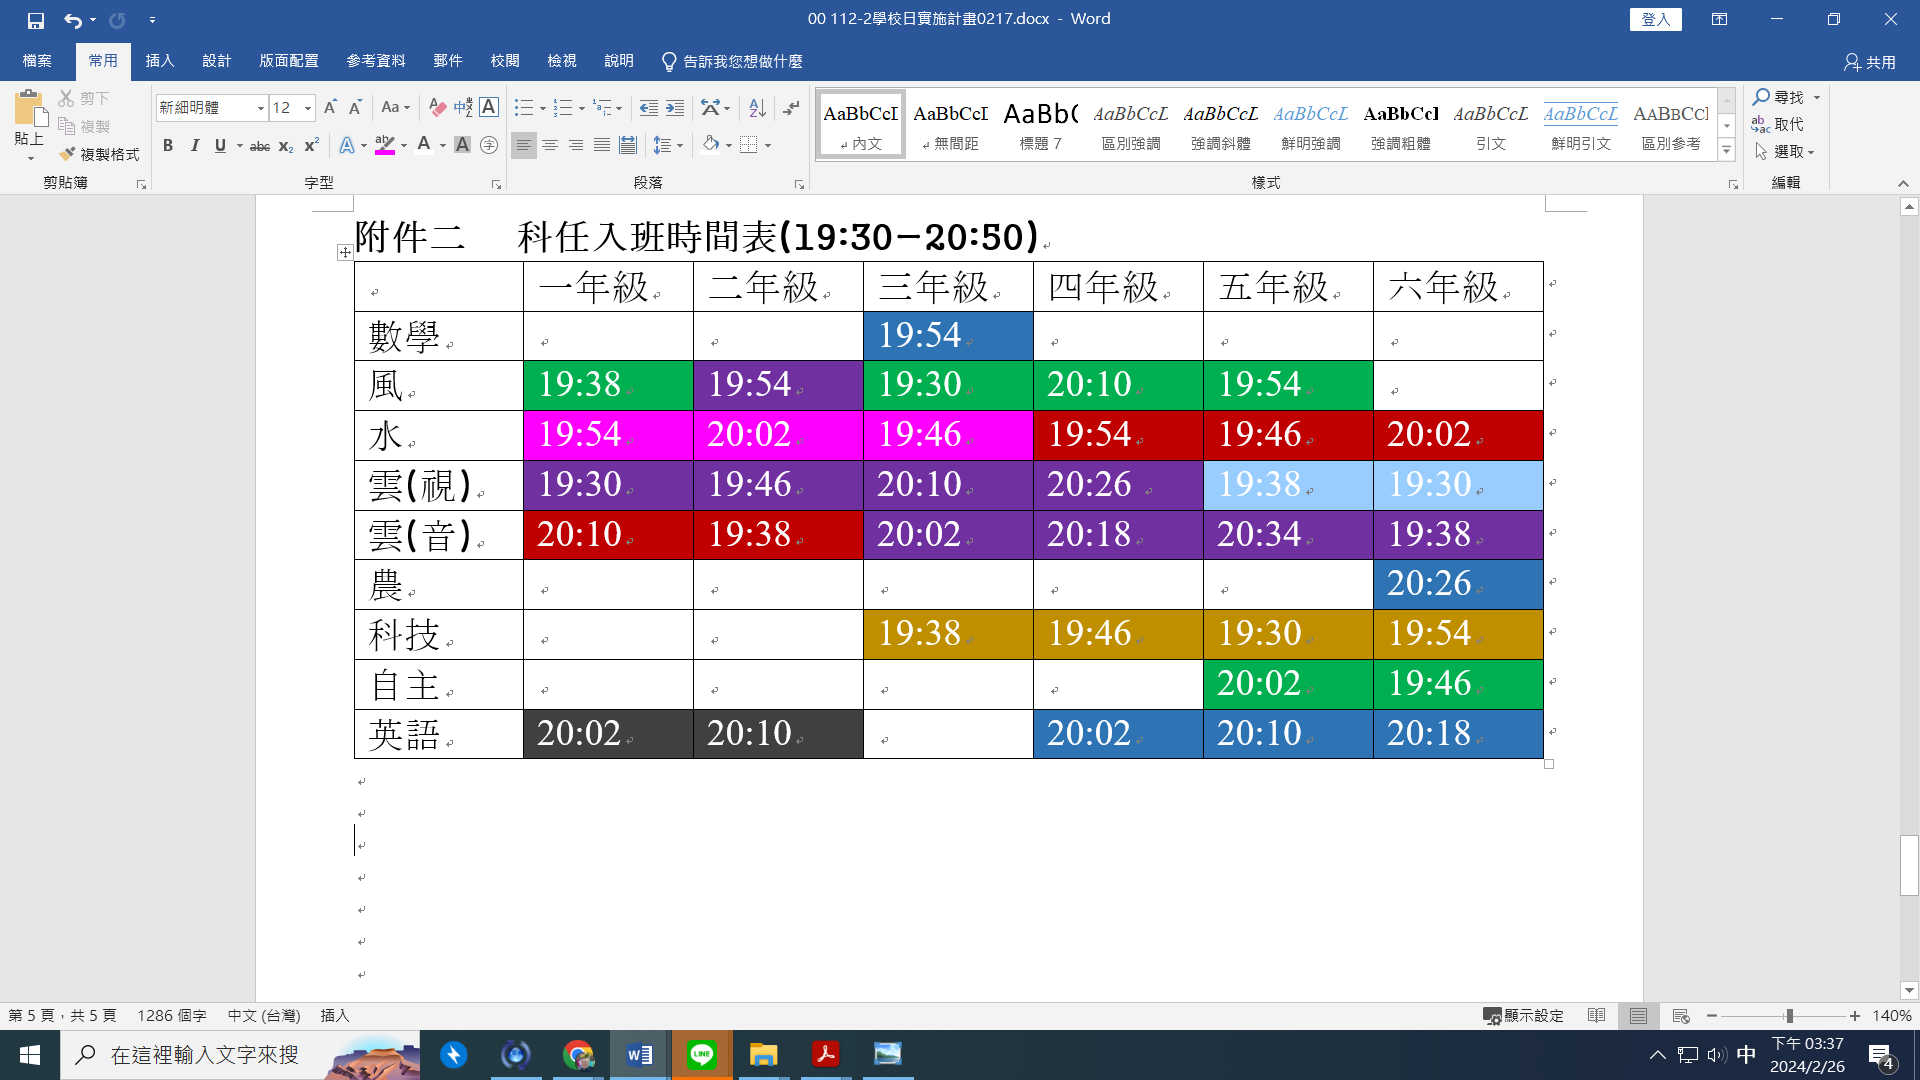 00 112-2學校日實施計畫0217.docx - Word
登入
檔案 常用 插入 設計 版面配置 參考資料 郵件 校閱 檢視 說明 告訴我您想做什麼 共用
貼上 剪下 複製 複製格式 剪貼簿
新細明體 12 Aa A
B I U abc X₂ X² A ab A A 字 字型
段落
AaBbCcI AaBbCcI AaBb( AaBbCcL AaBbCcL AaBbCcL AaBbCcI AaBbCcL AaBbCcL AABBCCI
內文 無間距 標題 7 區別強調 強調斜體 鮮明強調 強調粗體 引文 鮮明引文 區別參考
樣式
尋找
取代
選取
編輯
附件二 科任入班時間表(19:30-20:50)
一年級 二年級 三年級 四年級 五年級 六年級
數學 19:54
風 19:38 19:54 19:30 20:10 19:54
水 19:54 20:02 19:46 19:54 19:46 20:02
雲(視) 19:30 19:46 20:10 20:26 19:38 19:30
雲(音) 20:10 19:38 20:02 20:18 20:34 19:38
農 20:26
科技 19:38 19:46 19:30 19:54
自主 20:02 19:46
英語 20:02 20:10 20:02 20:10 20:18
第 5 頁，共 5 頁 1286 個字 中文 (台灣) 插入 顯示設定 140%
在這裡輸入文字來搜
LINE
中
下午 03:37
2024/2/26
4